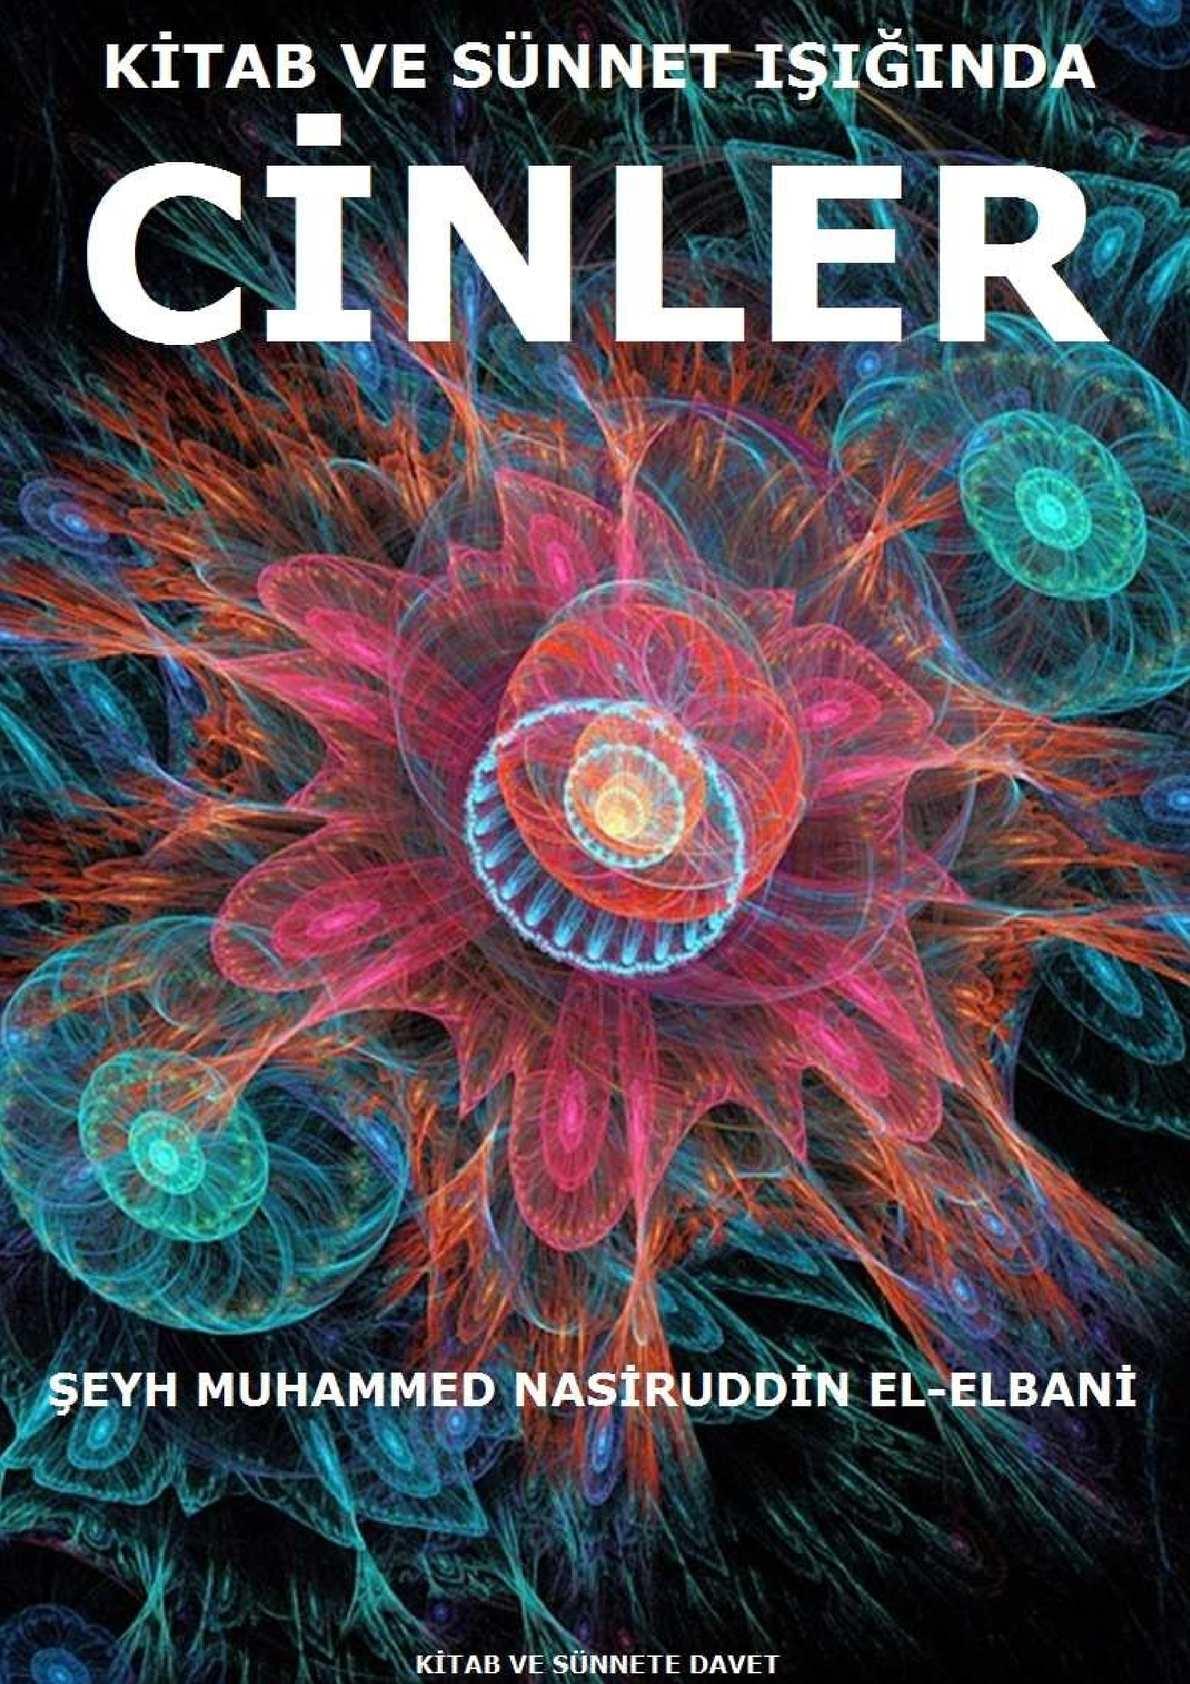 KİTAB VE SÜNNET IŞIĞINDA
CİNLER
ŞEYH MUHAMMED NASİRUDDİN EL-ELBANİ
KİTAB VE SÜNNETE DAVET